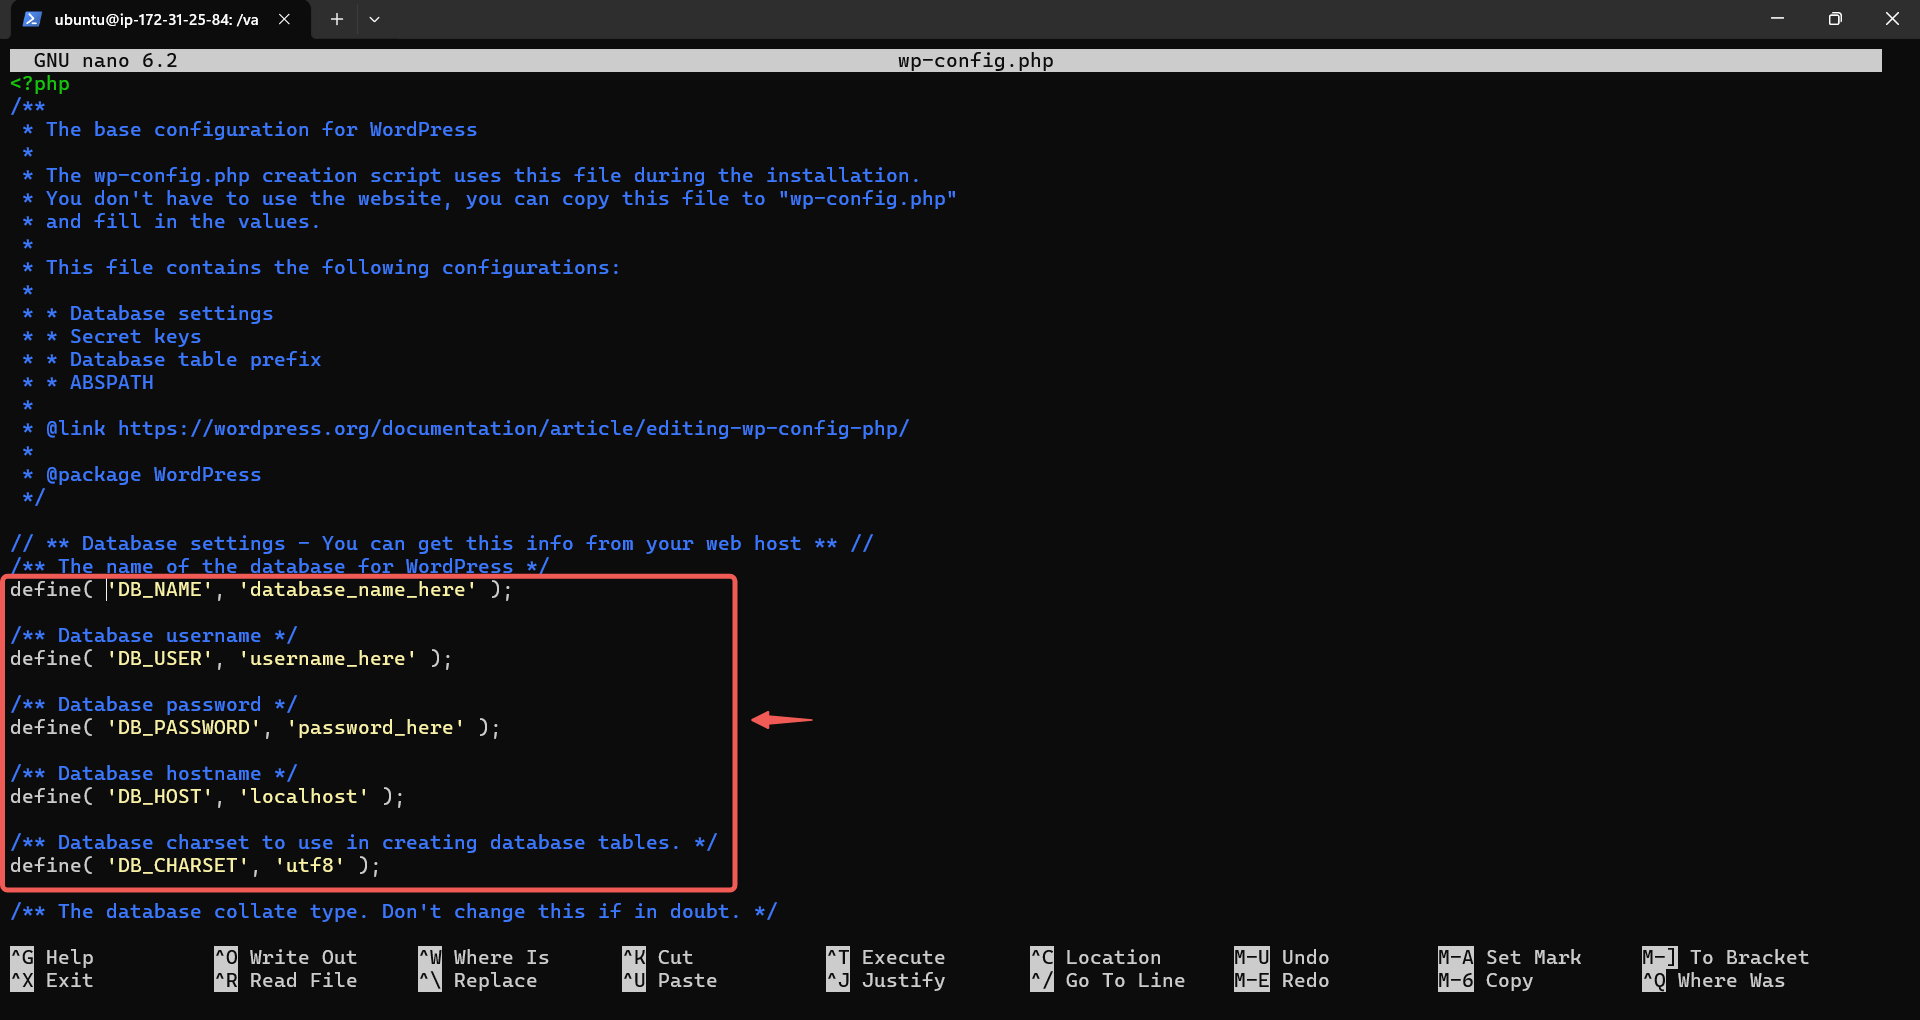 ubuntu@ip-172-31-25-84: /va
GNU nano 6.2 wp-config.php
<?php
/**
 * The base configuration for WordPress
 *
 * The wp-config.php creation script uses this file during the installation.
 * You don't have to use the website, you can copy this file to "wp-config.php"
 * and fill in the values.
 *
 * This file contains the following configurations:
 *
 * * Database settings
 * * Secret keys
 * * Database table prefix
 * * ABSPATH
 *
 * @link https://wordpress.org/documentation/article/editing-wp-config-php/
 *
 * @package WordPress
 */
// ** Database settings - You can get this info from your web host ** //
/** The name of the database for WordPress */
define( 'DB_NAME', 'database_name_here' );
/** Database username */
define( 'DB_USER', 'username_here' );
/** Database password */
define( 'DB_PASSWORD', 'password_here' );
/** Database hostname */
define( 'DB_HOST', 'localhost' );
/** Database charset to use in creating database tables. */
define( 'DB_CHARSET', 'utf8' );
/** The database collate type. Don't change this if in doubt. */
^G Help ^O Write Out ^W Where Is ^K Cut ^T Execute ^C Location M-U Undo M-A Set Mark M-] To Bracket
^X Exit ^R Read File ^\ Replace ^U Paste ^J Justify ^/ Go To Line M-E Redo M-6 Copy ^Q Where Was